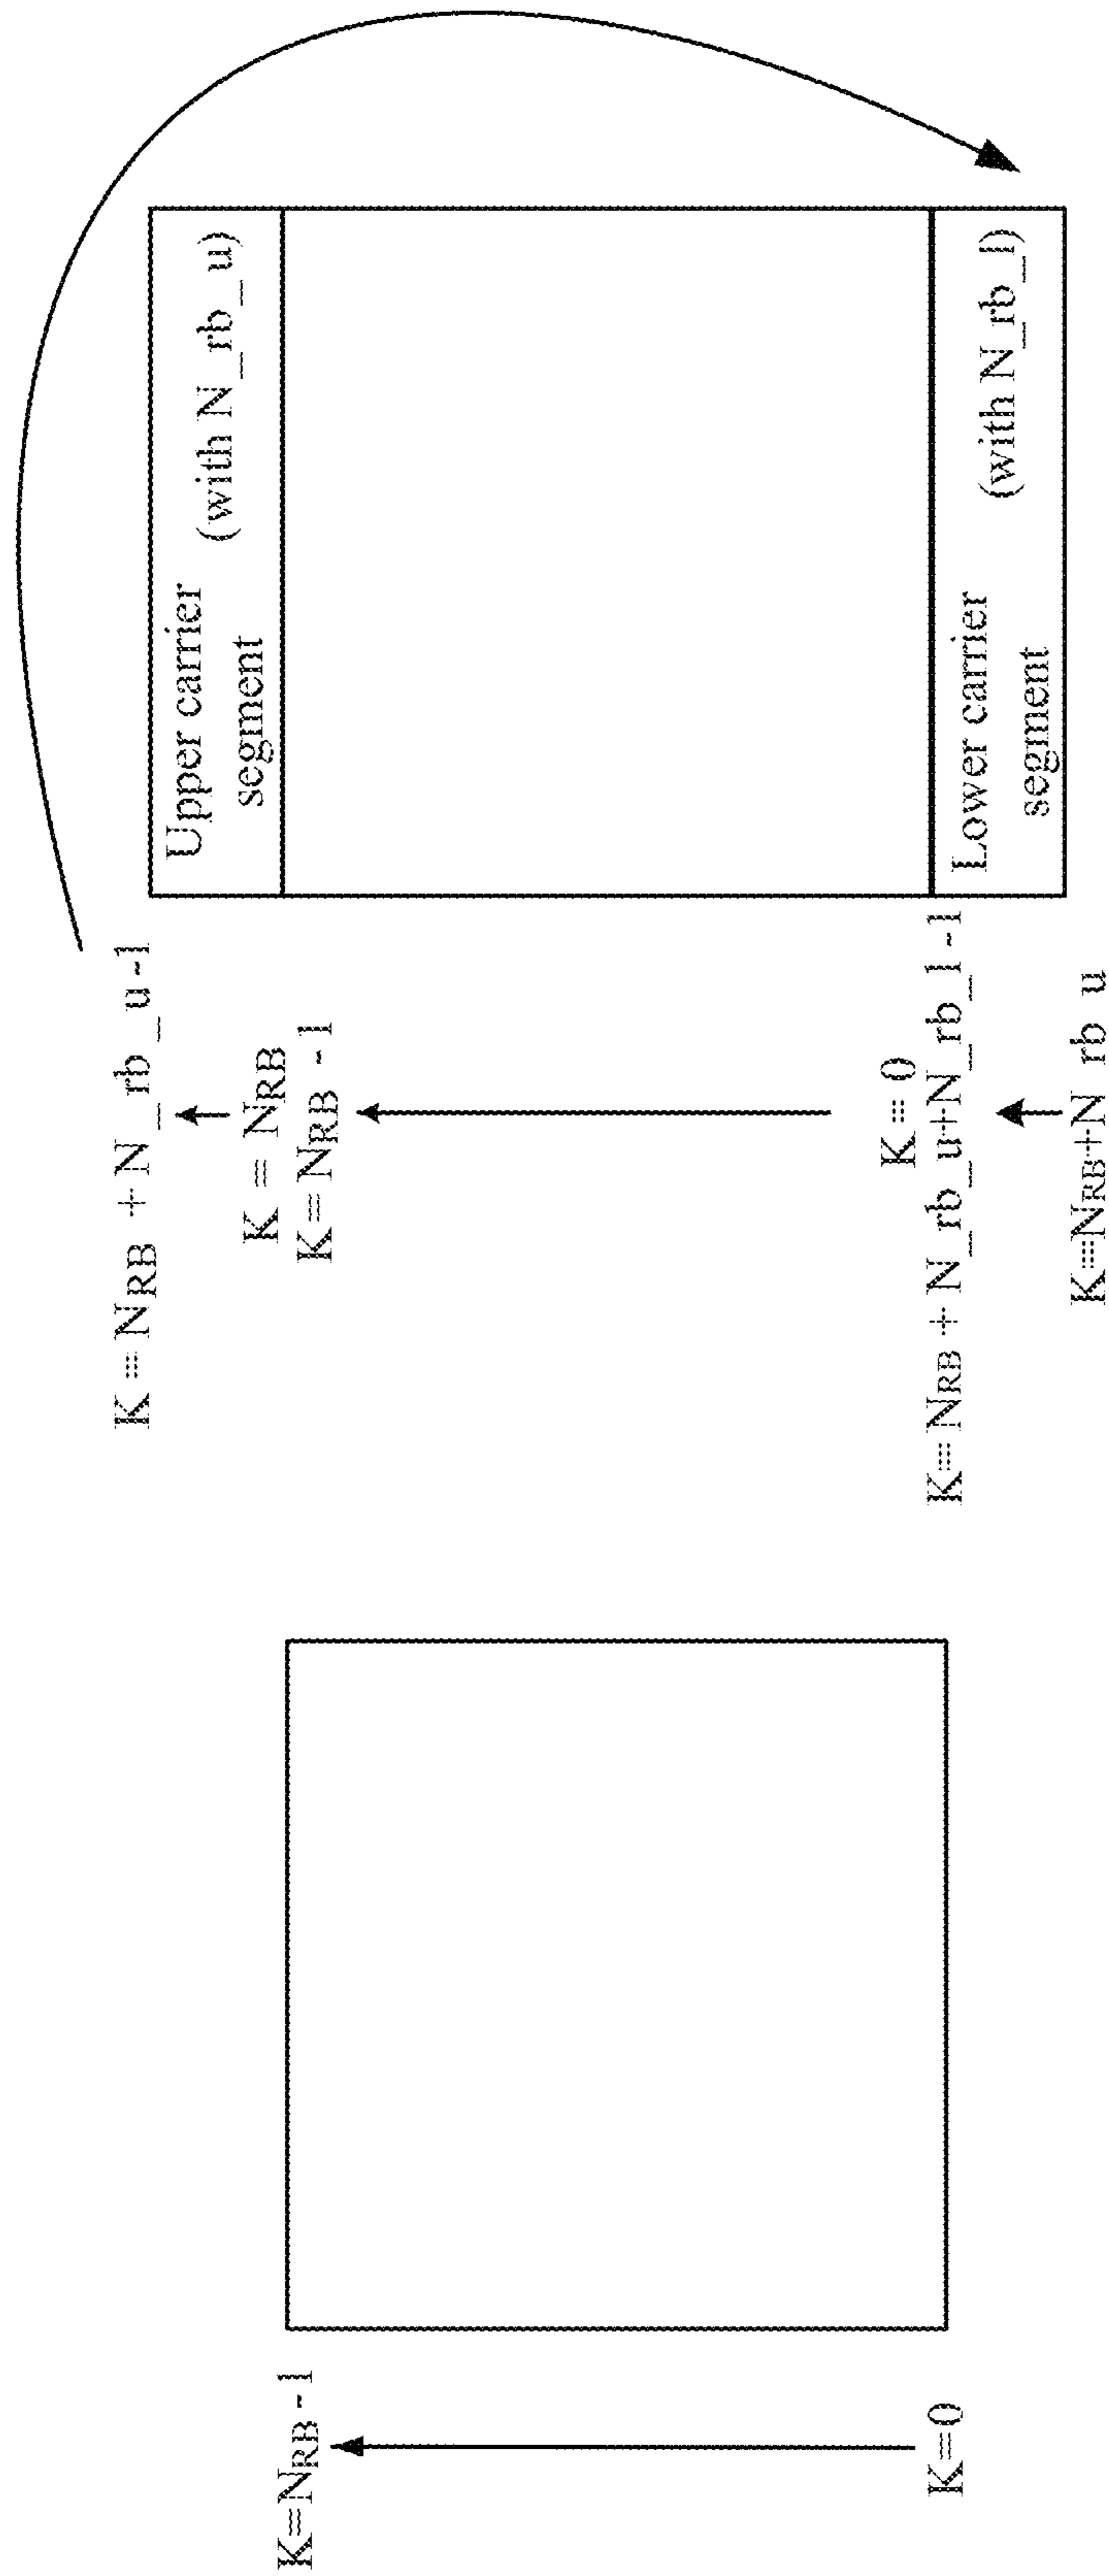 K=NRB-1
K=0
K = NRB + N_rb_u-1
K = NRB
K= NRB -1
K = 0
K= NRB + N_rb_u+N_rb_l-1
K=NRB+N rb u
Upper carrier
segment
(with N_rb_u)
Lower carrier
segment
(with N_rb_l)